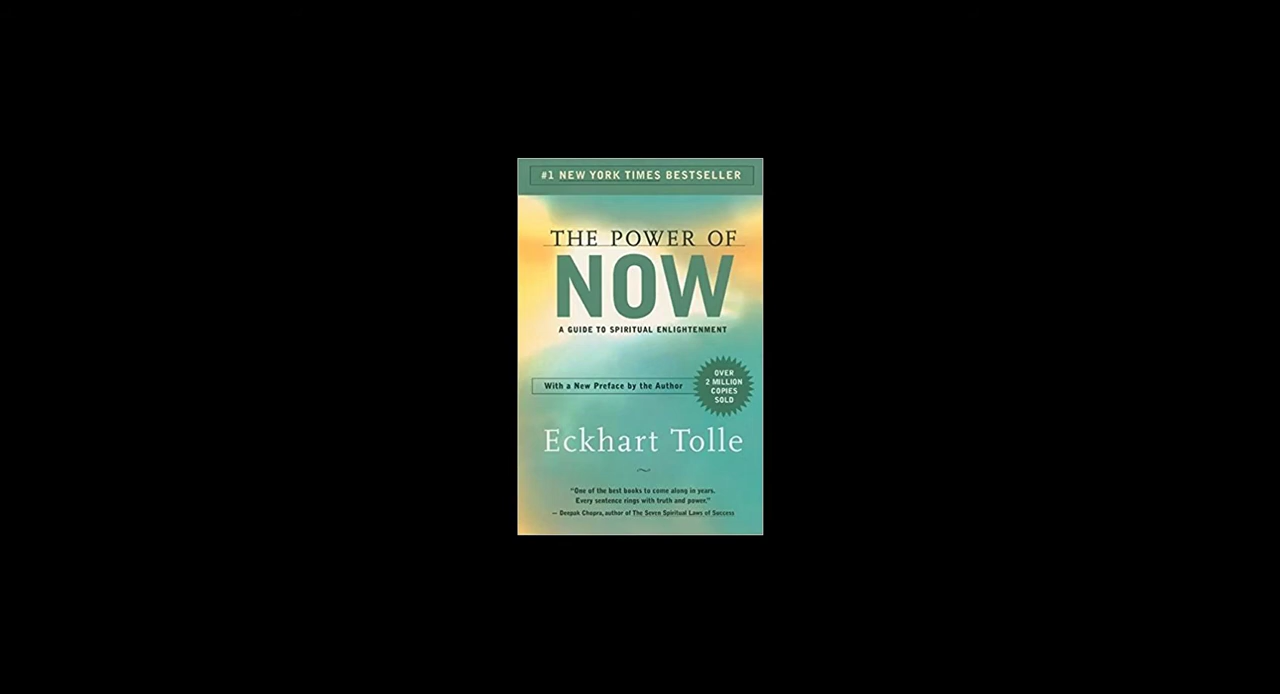 #1 NEW YORK TIMES BESTSELLER
THE POWER OF
NOW
A GUIDE TO SPIRITUAL ENLIGHTENMENT
With a New Preface by the Author
OVER
2 MILLION
COPIES
SOLD
Eckhart Tolle
"One of the best books to come along in years.
Every sentence rings with truth and power."
— Deepak Chopra, author of The Seven Spiritual Laws of Success